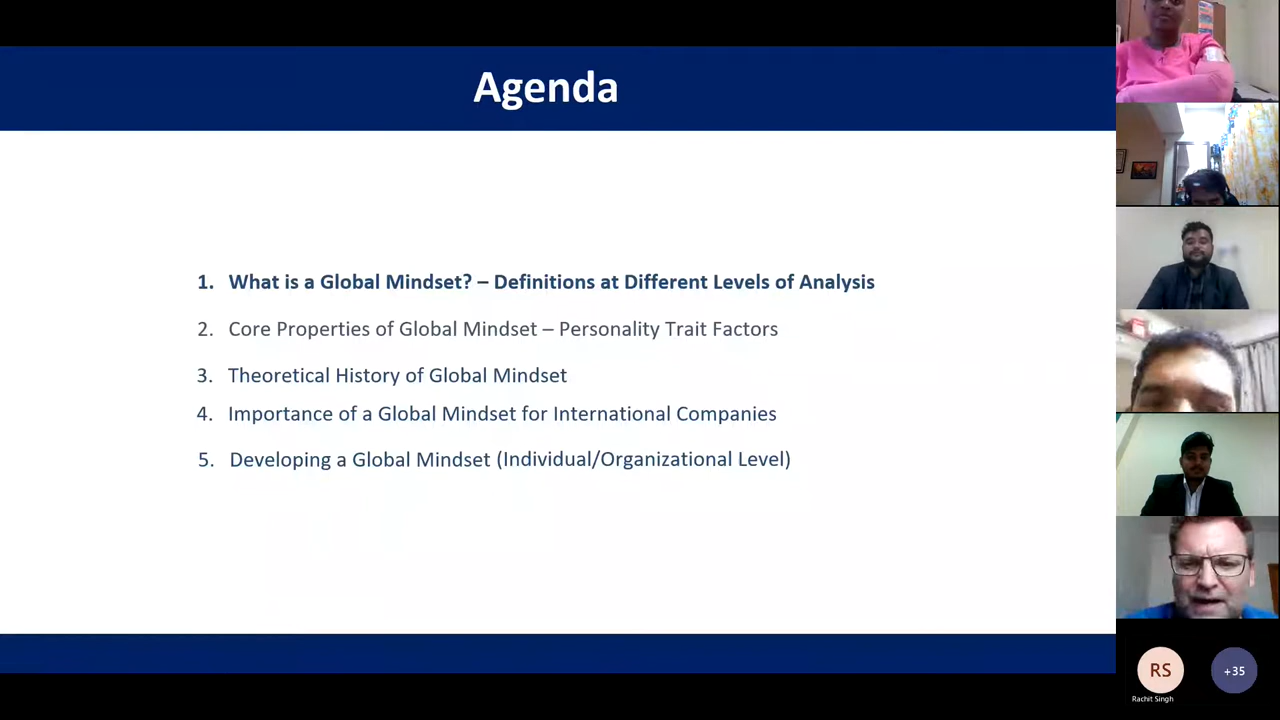 Agenda
1. What is a Global Mindset? – Definitions at Different Levels of Analysis
2. Core Properties of Global Mindset – Personality Trait Factors
3. Theoretical History of Global Mindset
4. Importance of a Global Mindset for International Companies
5. Developing a Global Mindset (Individual/Organizational Level)
RS
+35
Rachit Singh